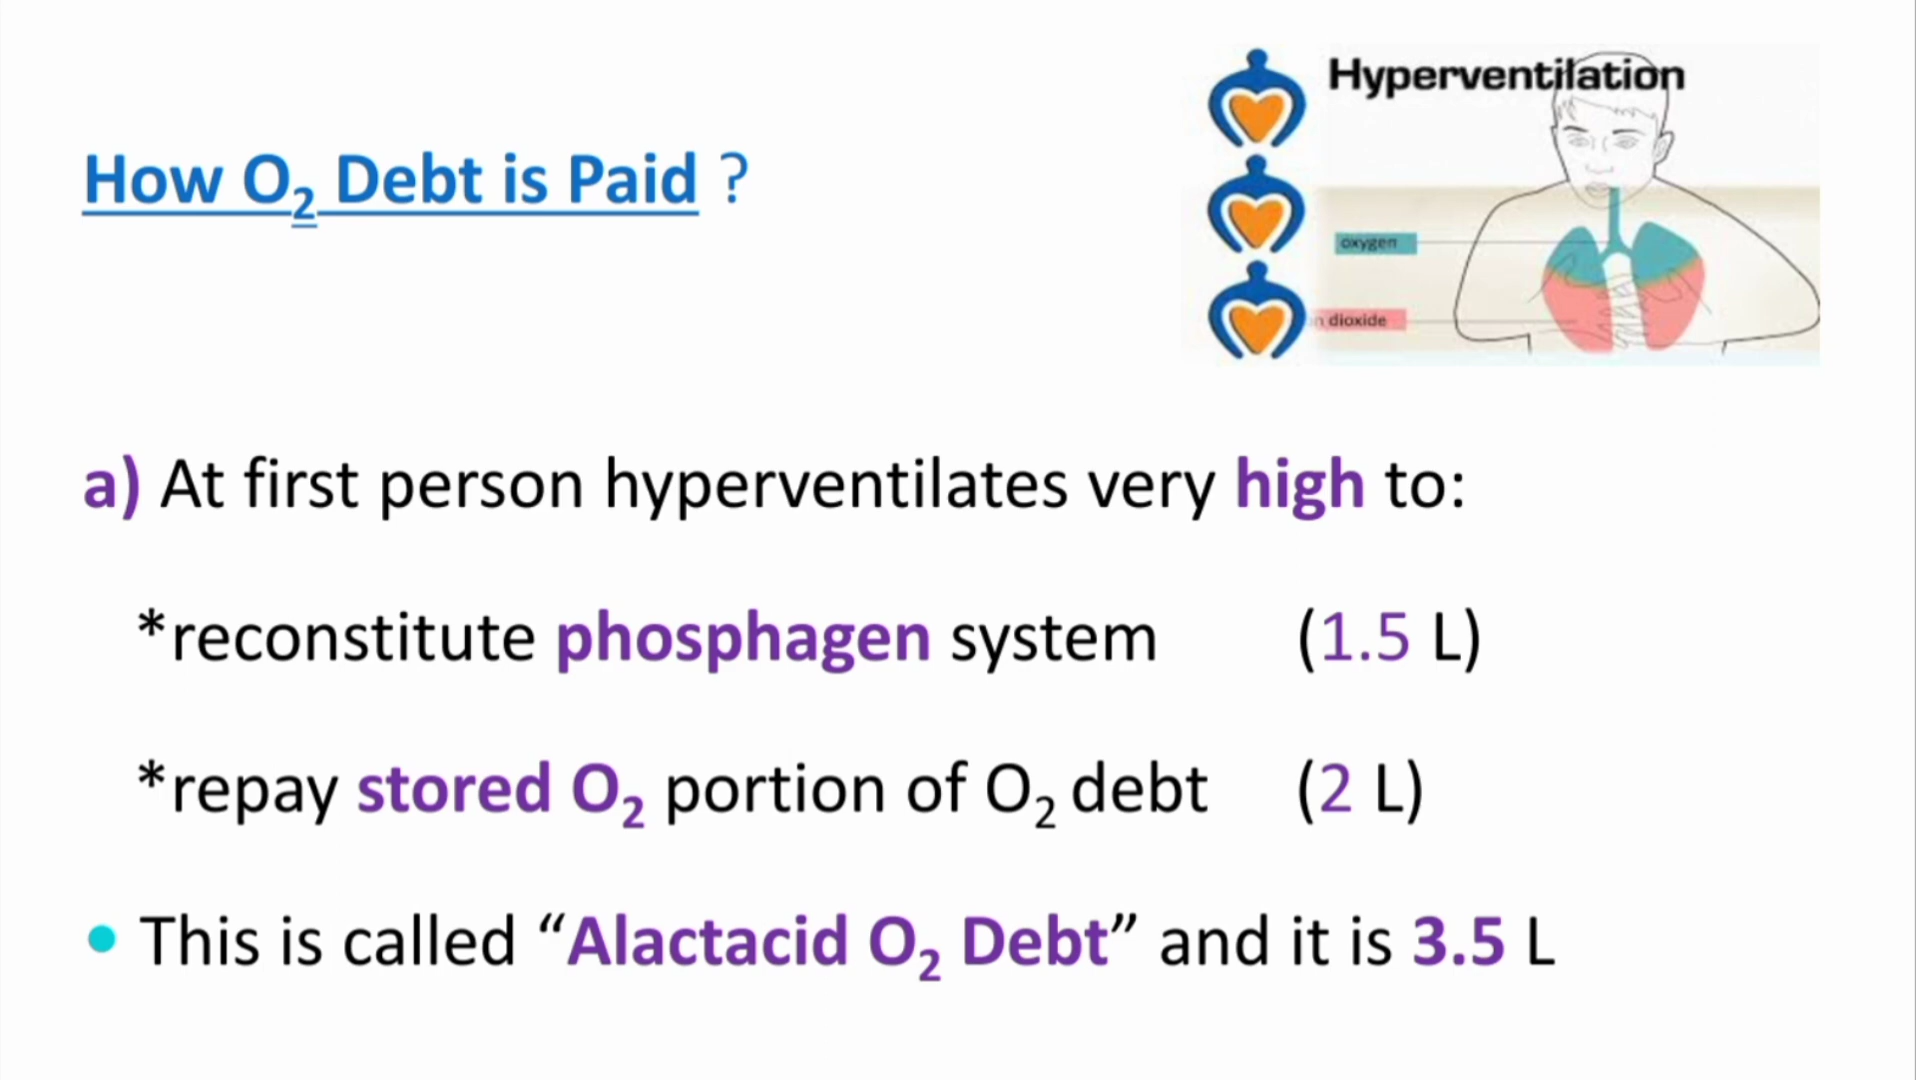 Hyperventilation
How O₂ Debt is Paid ?
oxygen
n dioxide
a) At first person hyperventilates very high to:
*reconstitute phosphagen system (1.5 L)
*repay stored O₂ portion of O₂ debt (2 L)
• This is called “Alactacid O₂ Debt” and it is 3.5 L